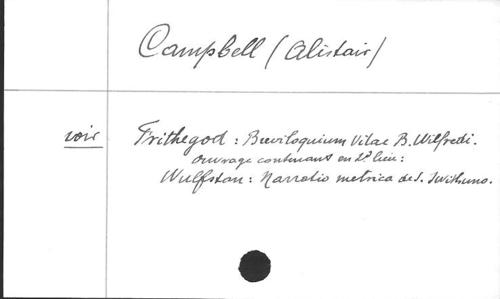 Campbell (Alistair)
voir Frithegod : Breviloquium Vitae B. Wilfredi.
ouvrage contenant en 2d lieu :
Wulfstan : Narratio metrica de S. Swithuno.